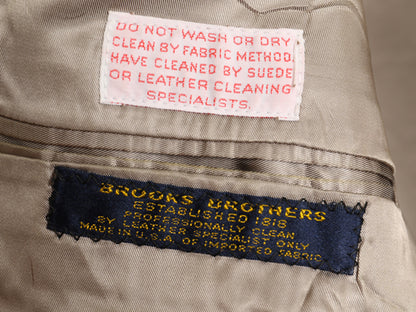 DO NOT WASH OR DRY
CLEAN BY FABRIC METHOD.
HAVE CLEANED BY SUEDE
OR LEATHER CLEANING
SPECIALISTS.
BROOKS BROTHERS
ESTABLISHED 1818
PROFESSIONALLY CLEAN
BY LEATHER SPECIALIST ONLY
MADE IN U.S.A. OF IMPORTED FABRIC